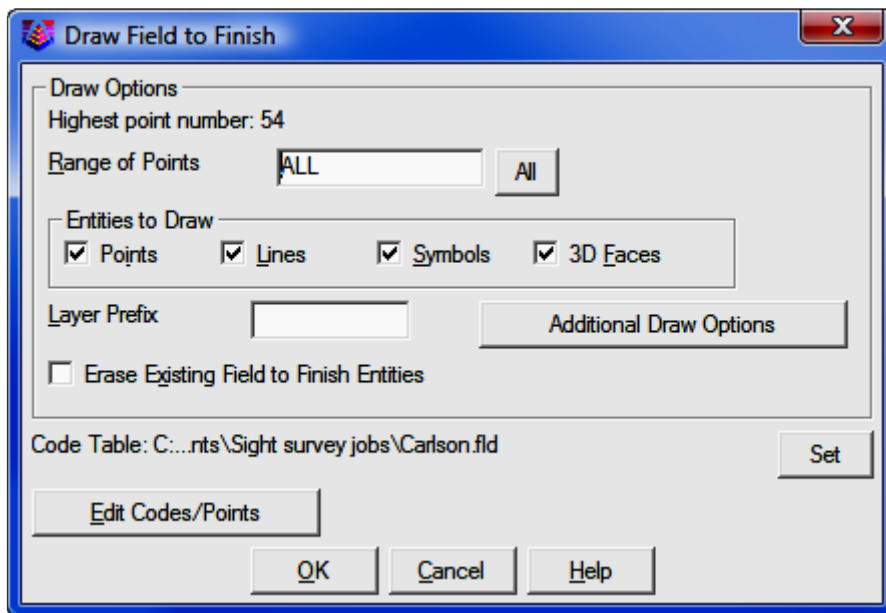 Draw Field to Finish
Draw Options
Highest point number: 54
Range of Points ALL All
Entities to Draw
Points Lines Symbols 3D Faces
Layer Prefix Additional Draw Options
Erase Existing Field to Finish Entities
Code Table: C:...nts\Sight survey jobs\Carlson.fld Set
Edit Codes/Points
OK Cancel Help